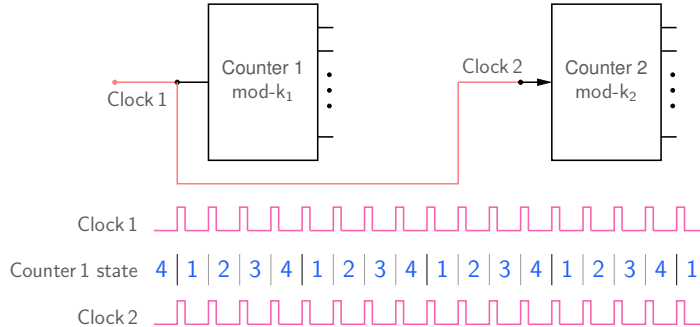 Counter 1
mod-k₁
Clock 1
Clock 2
Counter 2
mod-k₂
Clock 1
Counter 1 state 4 1 2 3 4 1 2 3 4 1 2 3 4 1 2 3 4 1
Clock 2